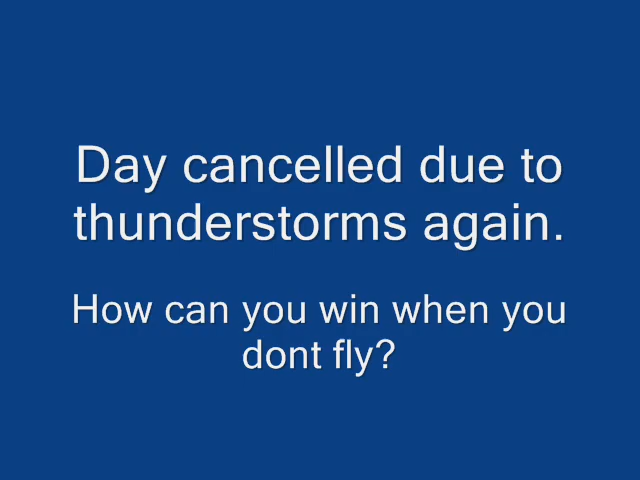 Day cancelled due to
thunderstorms again.
How can you win when you
dont fly?